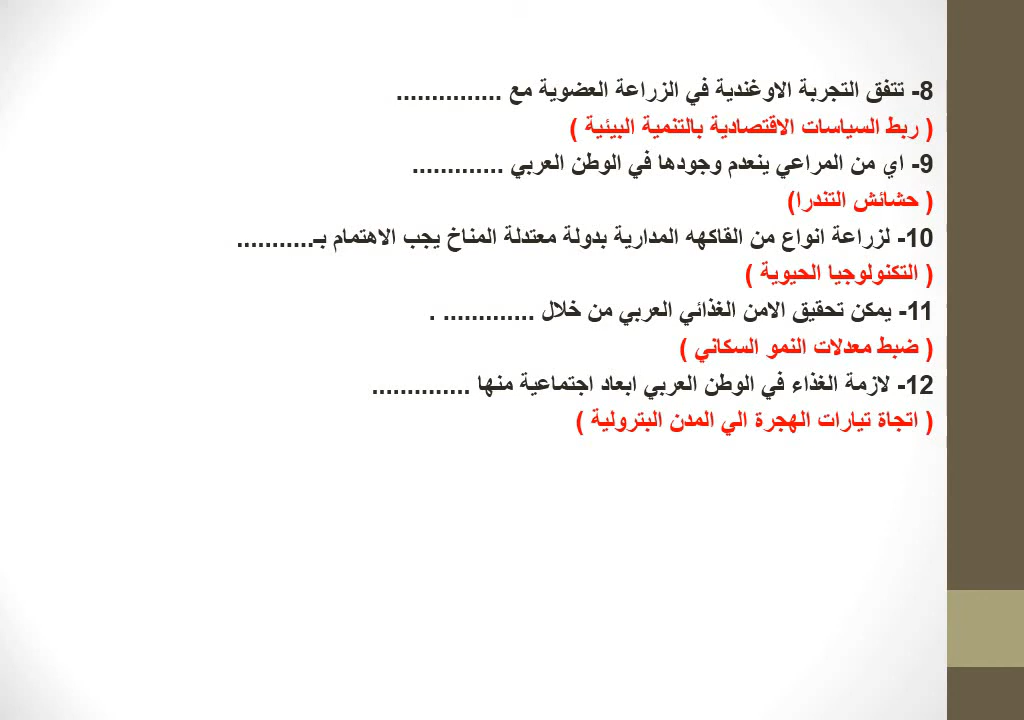 8- تتفق التجربة الاوغندية في الزراعة العضوية مع ...............
( ربط السياسات الاقتصادية بالتنمية البيئية )
9- اي من المراعي ينعدم وجودها في الوطن العربي .............
( حشائش التندرا)
10- لزراعة انواع من الفاكهه المدارية بدولة معتدلة المناخ يجب الاهتمام بـ...........
( التكنولوجيا الحيوية )
11- يمكن تحقيق الامن الغذائي العربي من خلال ............. .
( ضبط معدلات النمو السكاني )
12- لازمة الغذاء في الوطن العربي ابعاد اجتماعية منها ..............
( اتجاة تيارات الهجرة الي المدن البترولية )